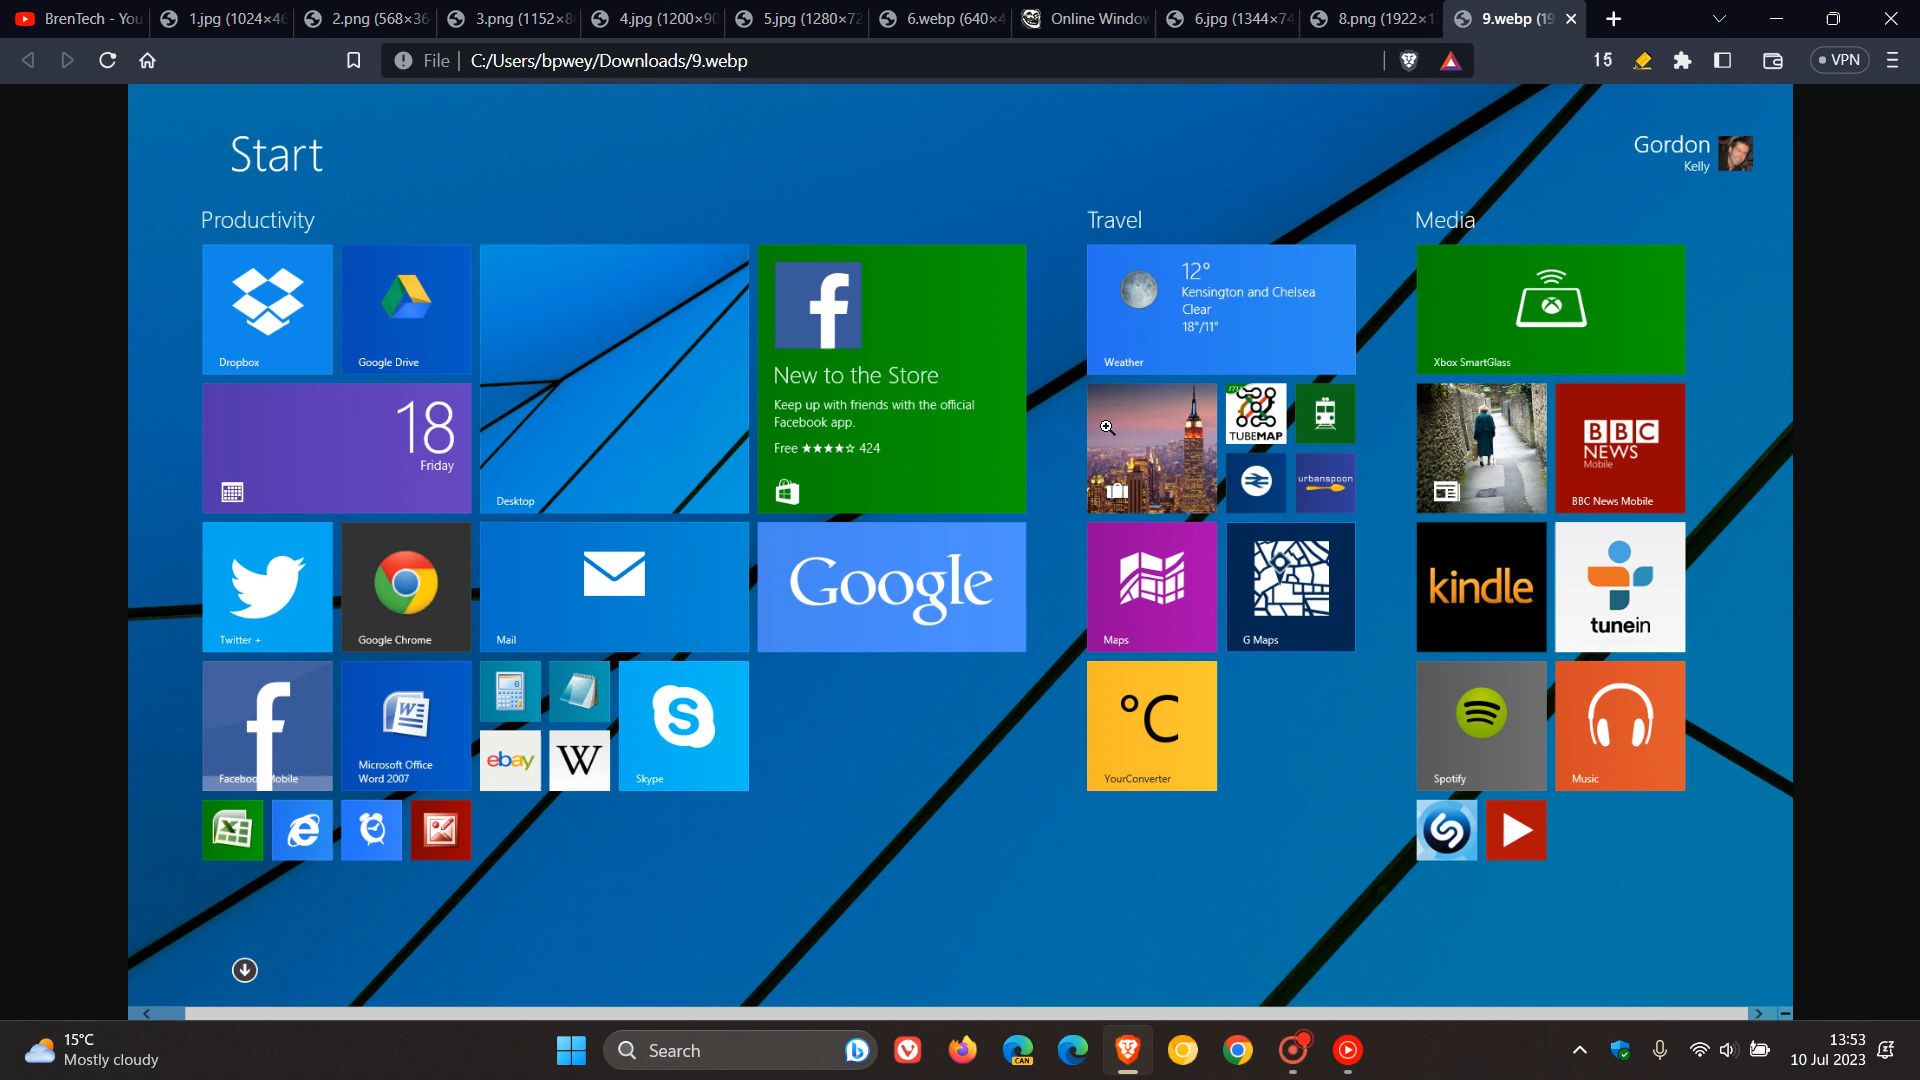 BrenTech - You
1.jpg (1024×46
2.png (568×36
3.png (1152×8
4.jpg (1200×90
5.jpg (1280×72
6.webp (640×4
Online Window
6.jpg (1344×74
8.png (1922×1
9.webp (19
File
C:/Users/bpwey/Downloads/9.webp
15
VPN
Start
Gordon
Kelly
Productivity
Travel
Media
Dropbox
Google Drive
18
Friday
Desktop
f
New to the Store
Keep up with friends with the official
Facebook app.
Free ★★★★☆ 424
12°
Kensington and Chelsea
Clear
18°/11°
Weather
Xbox SmartGlass
my
TUBEMAP
urbanspoon
BBC
NEWS
Mobile
BBC News Mobile
Twitter +
Google Chrome
Mail
Google
Maps
G Maps
kindle
tunein
f
Facebook Mobile
W
Microsoft Office
Word 2007
ebay
W
S
Skype
°C
YourConverter
Spotify
Music
15°C
Mostly cloudy
Search
CAN
13:53
10 Jul 2023